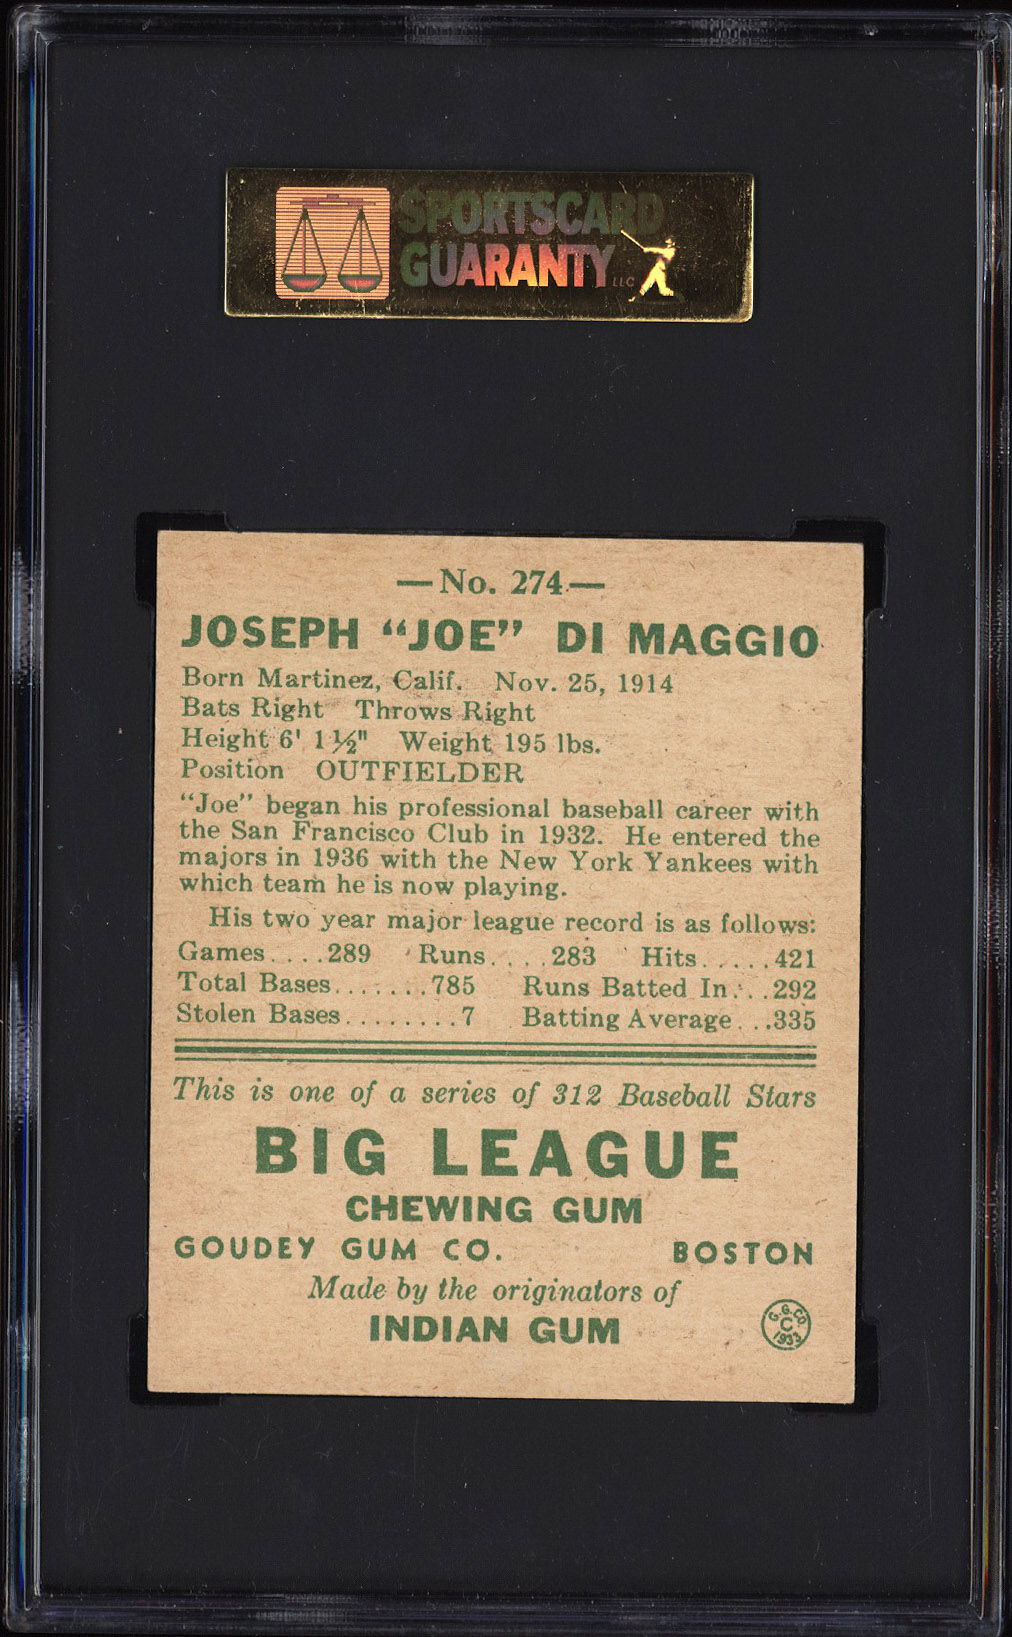 SPORTSCARD
GUARANTY LLC
—No. 274—
JOSEPH “JOE” DI MAGGIO
Born Martinez, Calif. Nov. 25, 1914
Bats Right Throws Right
Height 6' 1½" Weight 195 lbs.
Position OUTFIELDER
“Joe” began his professional baseball career with
the San Francisco Club in 1932. He entered the
majors in 1936 with the New York Yankees with
which team he is now playing.
His two year major league record is as follows:
Games....289 Runs.....283 Hits.....421
Total Bases.......785 Runs Batted In...292
Stolen Bases.........7 Batting Average...335
This is one of a series of 312 Baseball Stars
BIG LEAGUE
CHEWING GUM
GOUDEY GUM CO. BOSTON
Made by the originators of
INDIAN GUM
G.G.CO.
C
1933